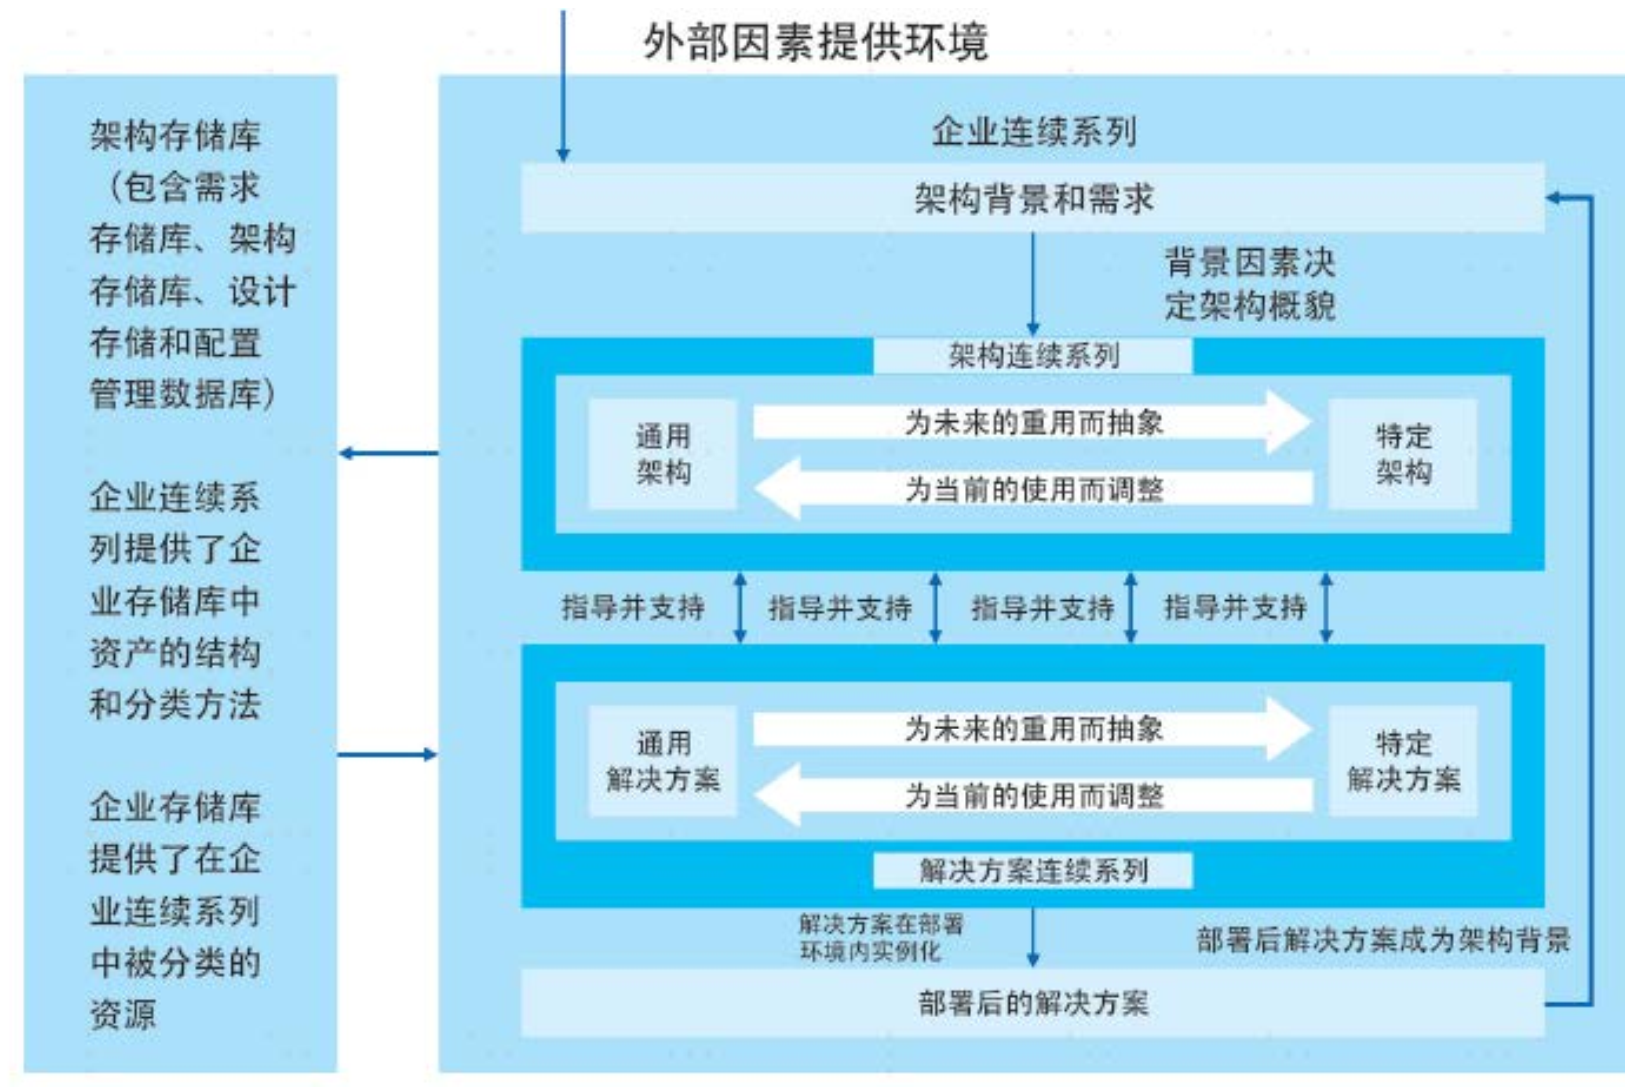 外部因素提供环境
架构存储库
（包含需求
存储库、架构
存储库、设计
存储和配置
管理数据库）
企业连续系
列提供了企
业存储库中
资产的结构
和分类方法
企业存储库
提供了在企
业连续系列
中被分类的
资源
企业连续系列
架构背景和需求
背景因素决
定架构概貌
架构连续系列
通用
架构
为未来的重用而抽象
为当前的使用而调整
特定
架构
指导并支持
指导并支持
指导并支持
指导并支持
通用
解决方案
为未来的重用而抽象
为当前的使用而调整
特定
解决方案
解决方案连续系列
解决方案在部署
环境内实例化
部署后解决方案成为架构背景
部署后的解决方案